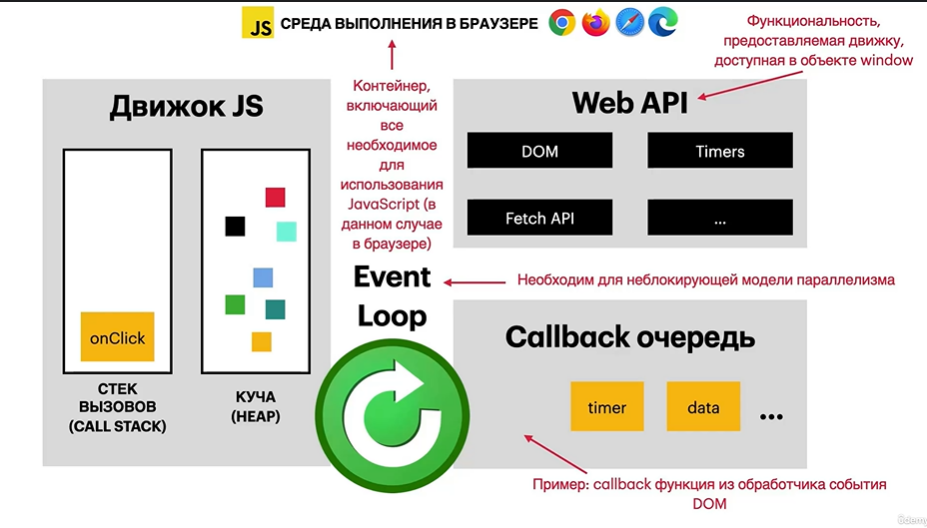 JS
СРЕДА ВЫПОЛНЕНИЯ В БРАУЗЕРЕ
Функциональность,
предоставляемая движку,
доступная в объекте window
Контейнер,
включающий
все
необходимое
для
использования
JavaScript (в
данном случае
в браузере)
Движок JS
onClick
СТЕК
ВЫЗОВОВ
(CALL STACK)
КУЧА
(HEAP)
Web API
DOM
Timers
Fetch API
...
Event
Loop
Необходим для неблокирующей модели параллелизма
Callback очередь
timer
data
...
Пример: callback функция из обработчика события
DOM
ûdemy